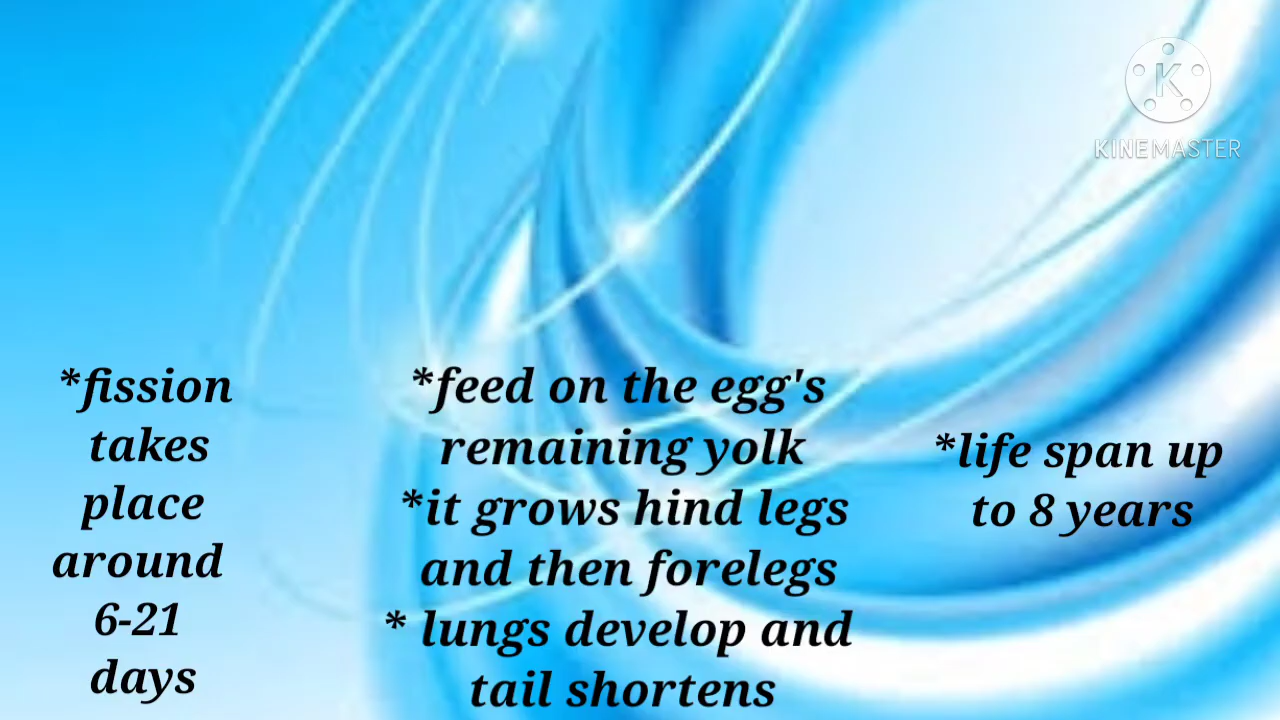 KINEMASTER
*fission
takes
place
around
6-21
days
*feed on the egg's
remaining yolk
*it grows hind legs
and then forelegs
* lungs develop and
tail shortens
*life span up
to 8 years